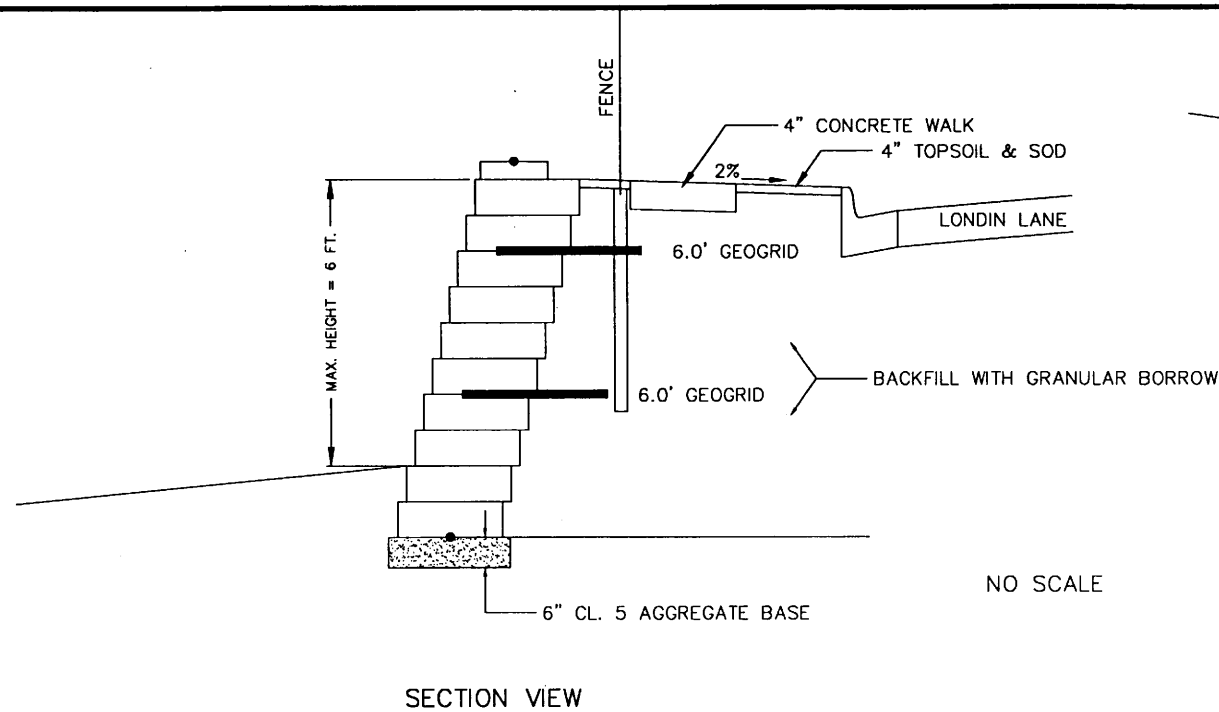 FENCE
4" CONCRETE WALK
4" TOPSOIL & SOD
2%
LONDIN LANE
6.0' GEOGRID
MAX. HEIGHT = 6 FT.
BACKFILL WITH GRANULAR BORROW
6.0' GEOGRID
NO SCALE
6" CL. 5 AGGREGATE BASE
SECTION VIEW